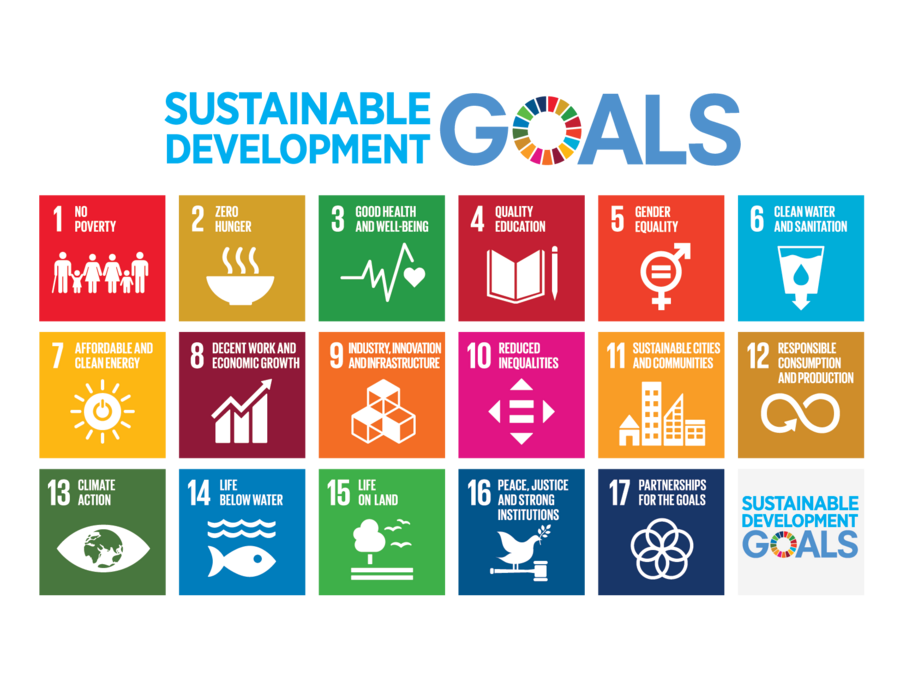 SUSTAINABLE
DEVELOPMENT
GOALS
1 NO
POVERTY
2 ZERO
HUNGER
3 GOOD HEALTH
AND WELL-BEING
4 QUALITY
EDUCATION
5 GENDER
EQUALITY
6 CLEAN WATER
AND SANITATION
7 AFFORDABLE AND
CLEAN ENERGY
8 DECENT WORK AND
ECONOMIC GROWTH
9 INDUSTRY, INNOVATION
AND INFRASTRUCTURE
10 REDUCED
INEQUALITIES
11 SUSTAINABLE CITIES
AND COMMUNITIES
12 RESPONSIBLE
CONSUMPTION
AND PRODUCTION
13 CLIMATE
ACTION
14 LIFE
BELOW WATER
15 LIFE
ON LAND
16 PEACE, JUSTICE
AND STRONG
INSTITUTIONS
17 PARTNERSHIPS
FOR THE GOALS
SUSTAINABLE
DEVELOPMENT
GOALS